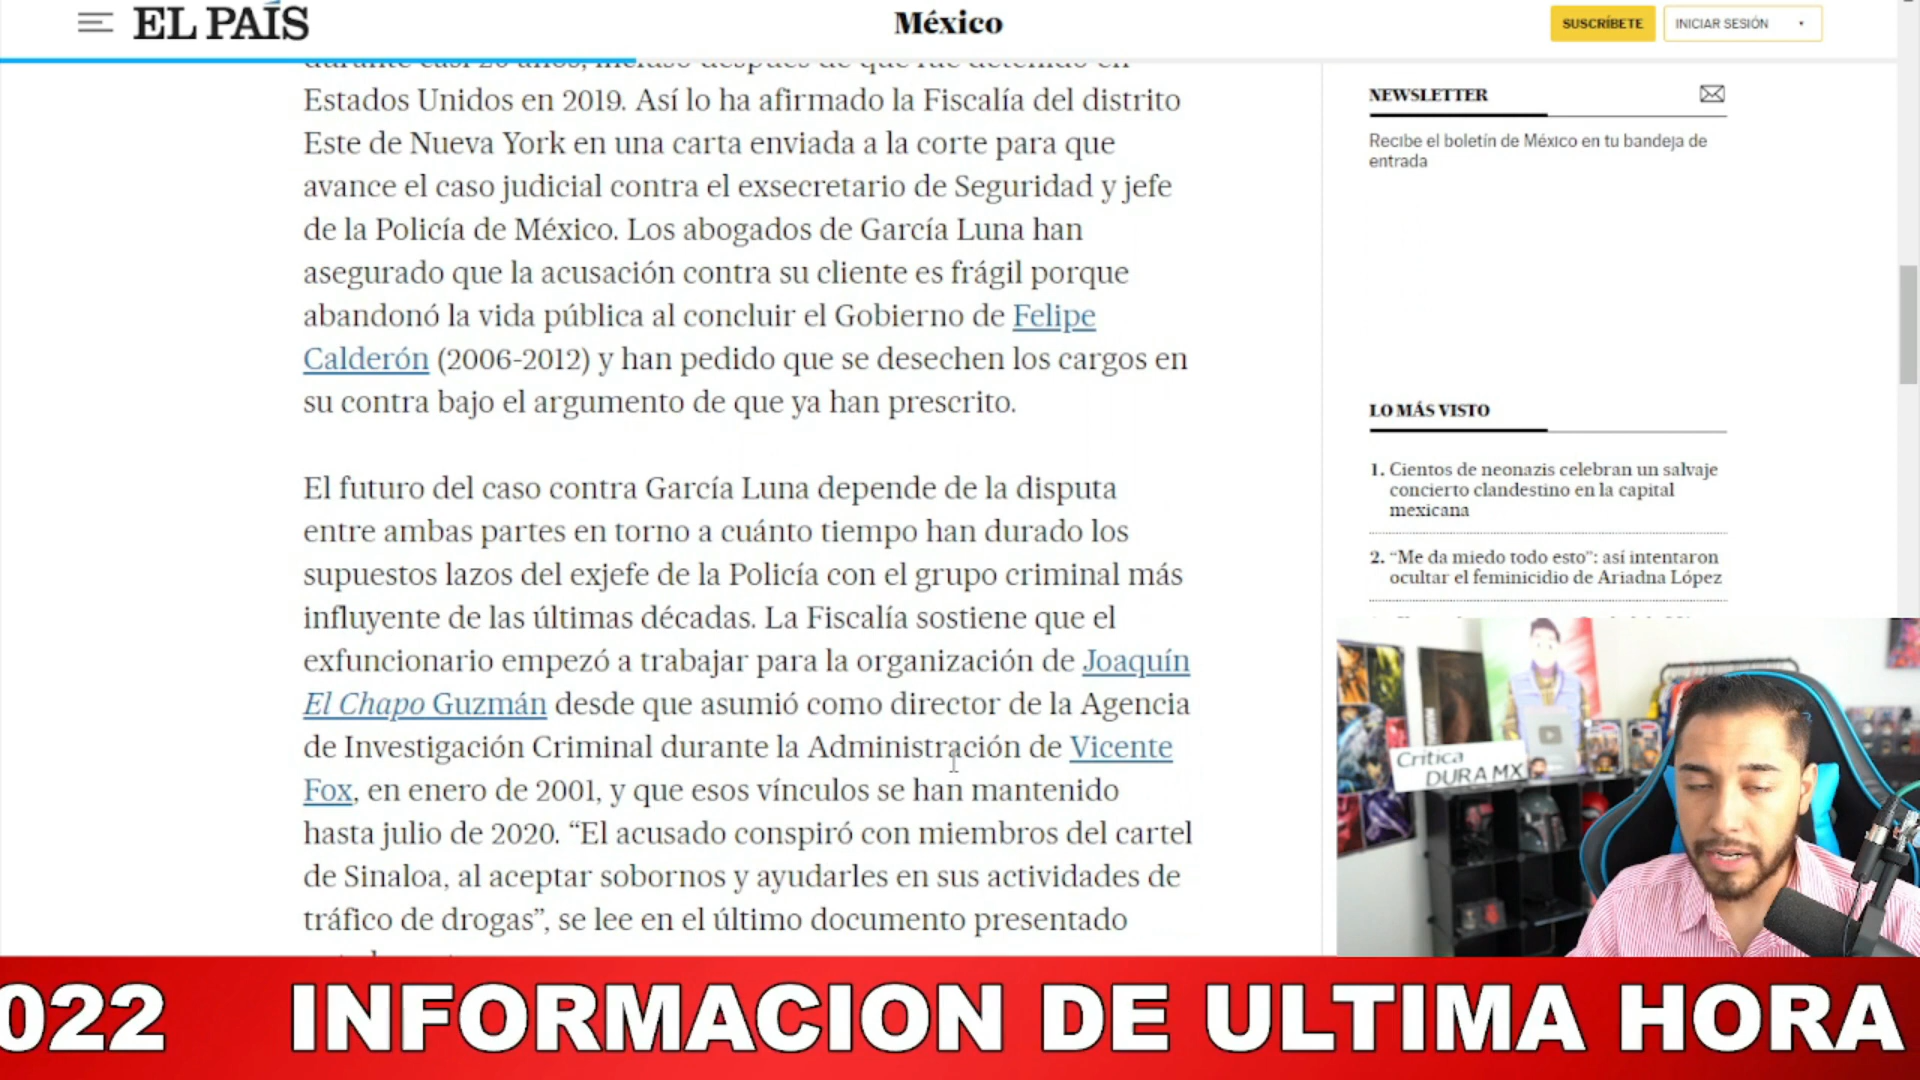 EL PAÍS
México
SUSCRÍBETE
INICIAR SESIÓN
durante casi 20 años, incluso después de que fue detenido en
Estados Unidos en 2019. Así lo ha afirmado la Fiscalía del distrito
Este de Nueva York en una carta enviada a la corte para que
avance el caso judicial contra el exsecretario de Seguridad y jefe
de la Policía de México. Los abogados de García Luna han
asegurado que la acusación contra su cliente es frágil porque
abandonó la vida pública al concluir el Gobierno de Felipe
Calderón (2006-2012) y han pedido que se desechen los cargos en
su contra bajo el argumento de que ya han prescrito.
El futuro del caso contra García Luna depende de la disputa
entre ambas partes en torno a cuánto tiempo han durado los
supuestos lazos del exjefe de la Policía con el grupo criminal más
influyente de las últimas décadas. La Fiscalía sostiene que el
exfuncionario empezó a trabajar para la organización de Joaquín
El Chapo Guzmán desde que asumió como director de la Agencia
de Investigación Criminal durante la Administración de Vicente
Fox, en enero de 2001, y que esos vínculos se han mantenido
hasta julio de 2020. “El acusado conspiró con miembros del cartel
de Sinaloa, al aceptar sobornos y ayudarles en sus actividades de
tráfico de drogas”, se lee en el último documento presentado
NEWSLETTER
Recibe el boletín de México en tu bandeja de
entrada
LO MÁS VISTO
1. Cientos de neonazis celebran un salvaje
concierto clandestino en la capital
mexicana
2. “Me da miedo todo esto”: así intentaron
ocultar el feminicidio de Ariadna López
Crítica
DURA MX
022 INFORMACION DE ULTIMA HORA